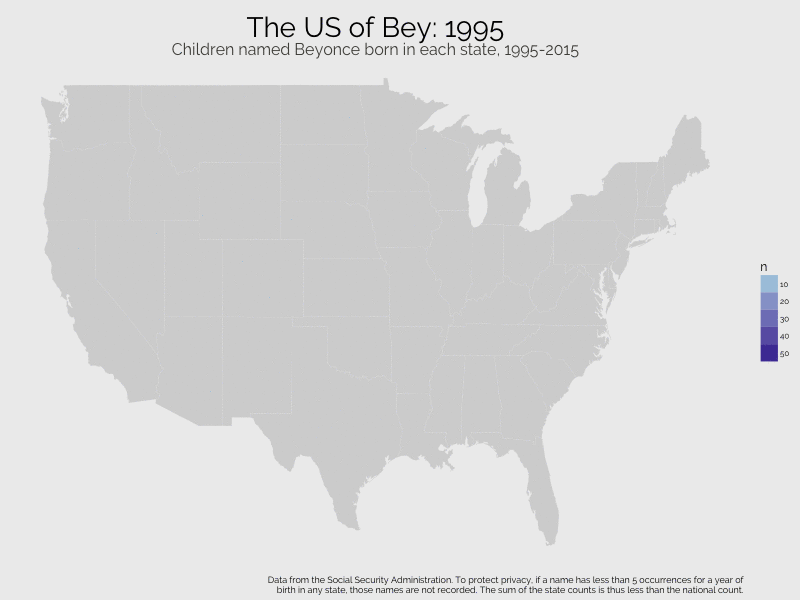 The US of Bey: 1995
Children named Beyonce born in each state, 1995-2015
n
10
20
30
40
50
Data from the Social Security Administration. To protect privacy, if a name has less than 5 occurrences for a year of
birth in any state, those names are not recorded. The sum of the state counts is thus less than the national count.